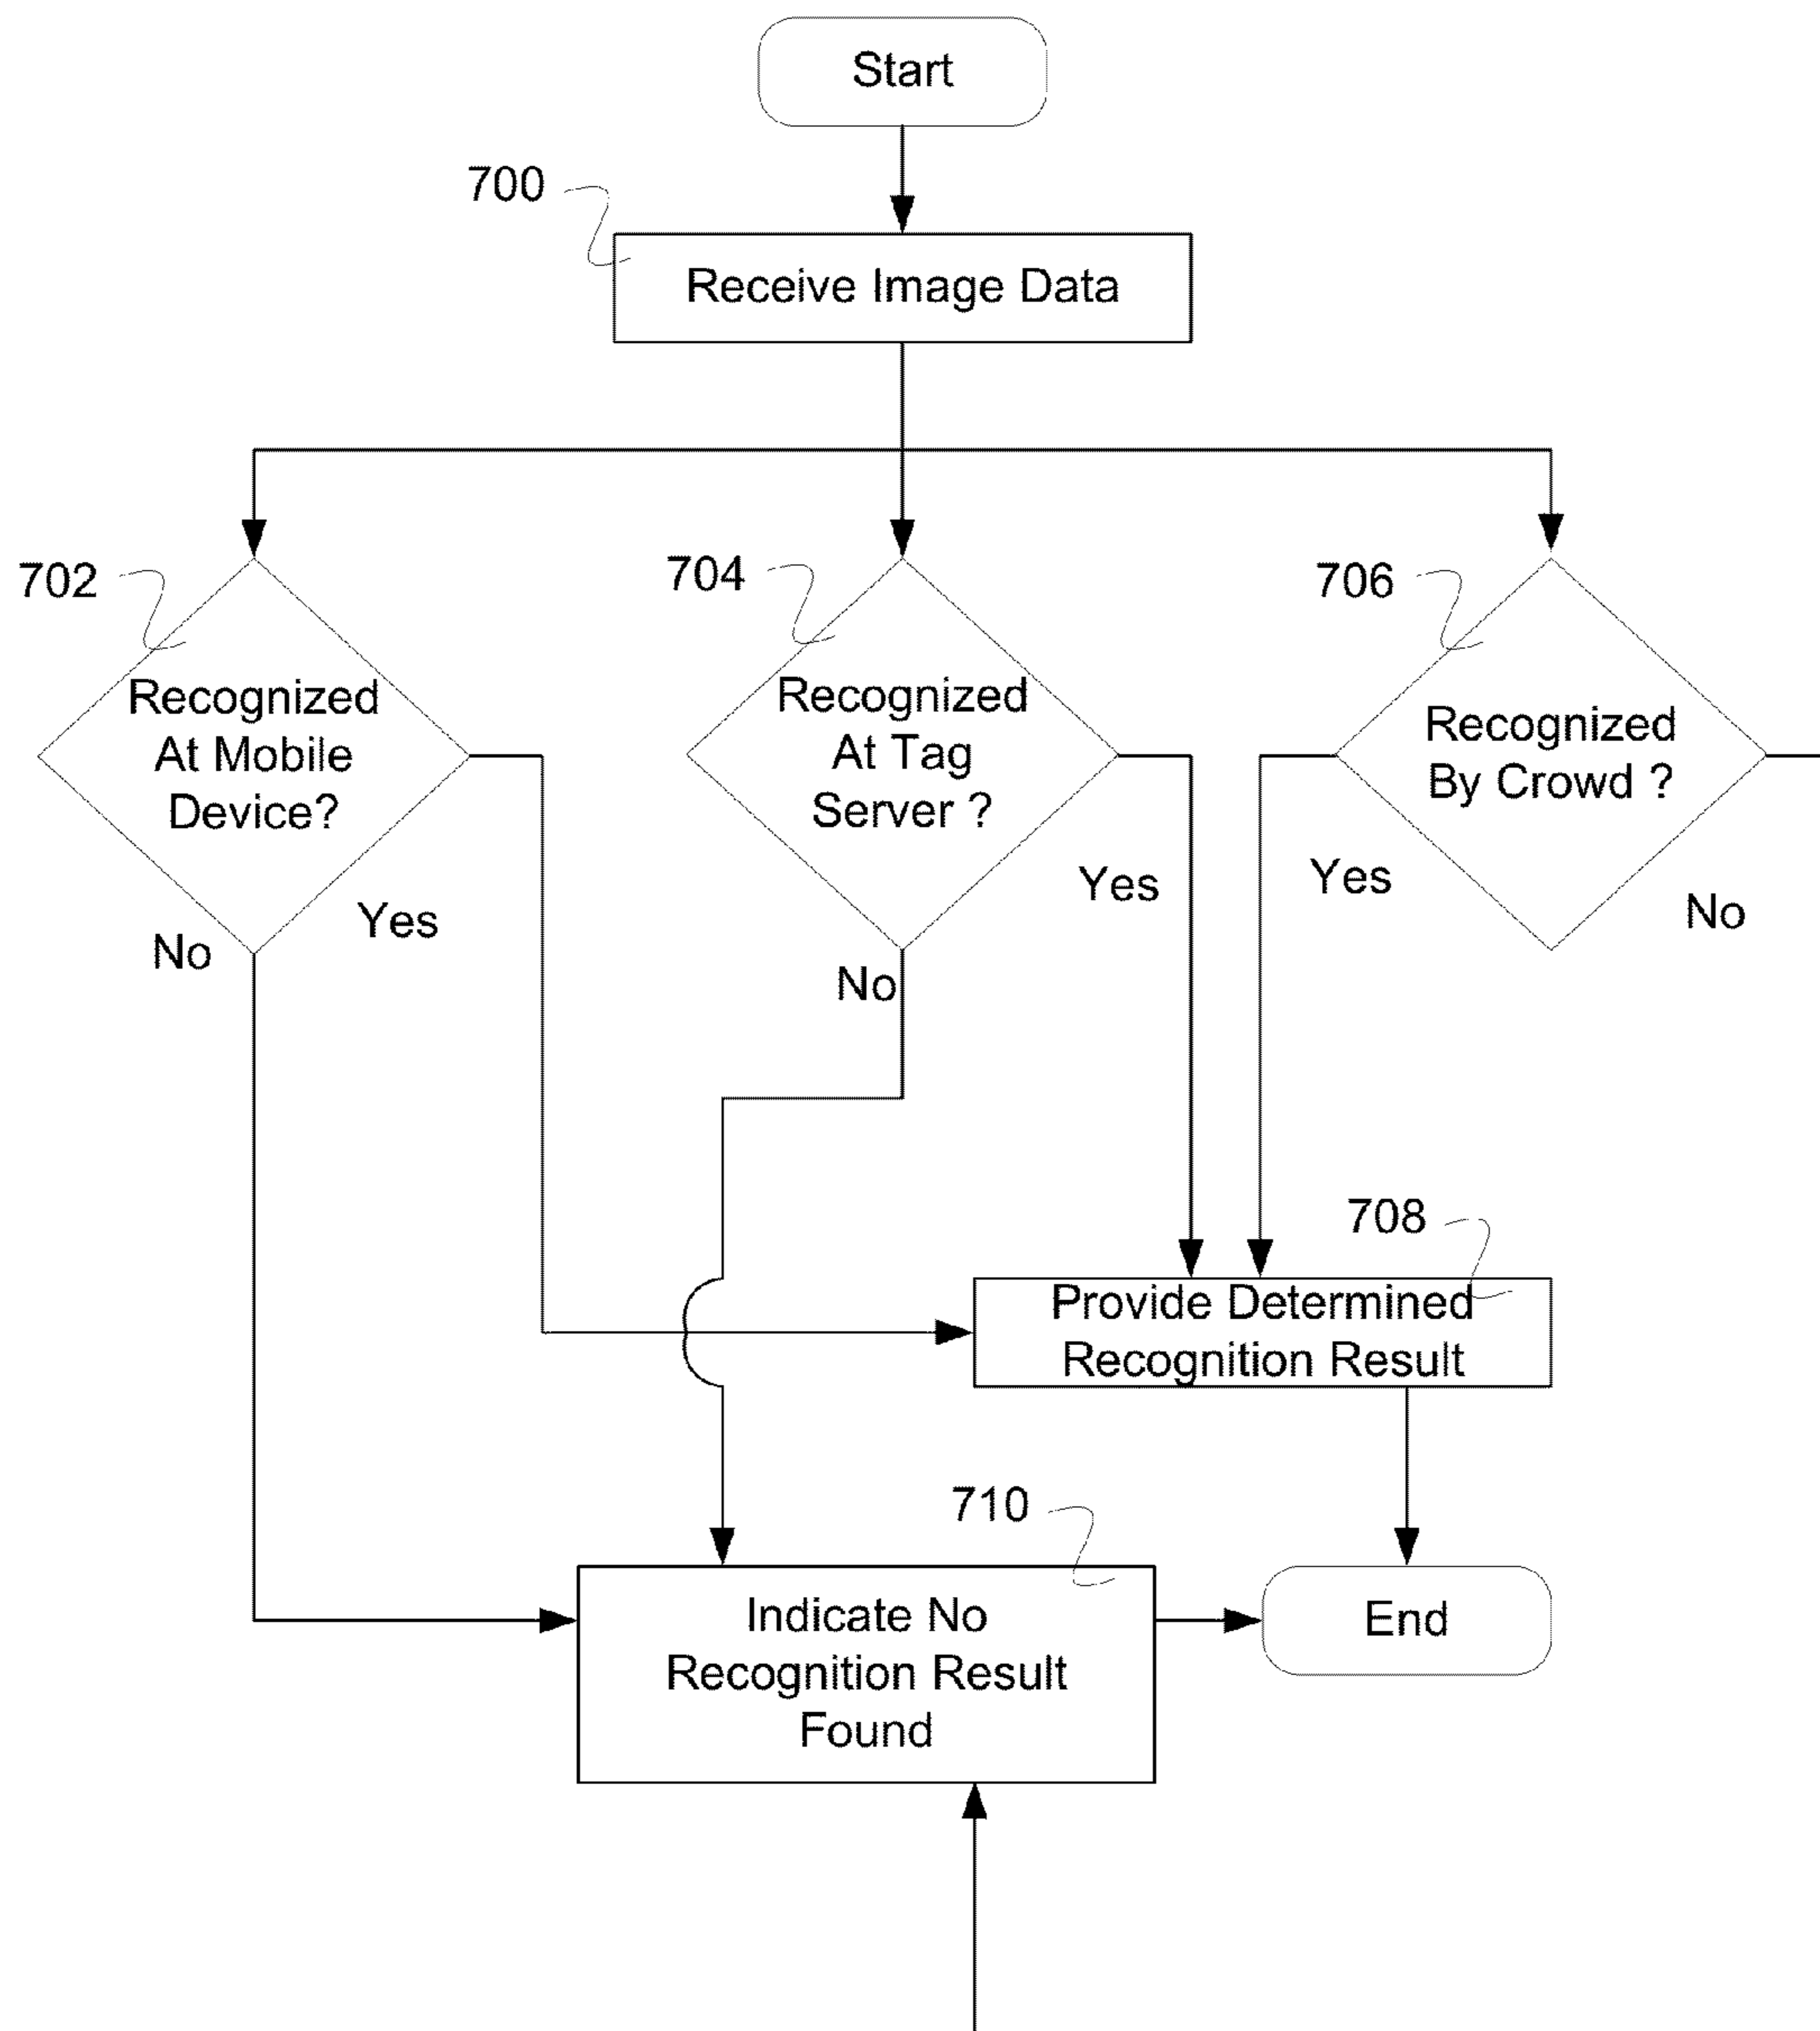 Start
700
Receive Image Data
702
704
706
Recognized
At Mobile
Device?
Recognized
At Tag
Server ?
Recognized
By Crowd ?
No
Yes
No
Yes
Yes
No
708
Provide Determined
Recognition Result
710
Indicate No
Recognition Result
Found
End